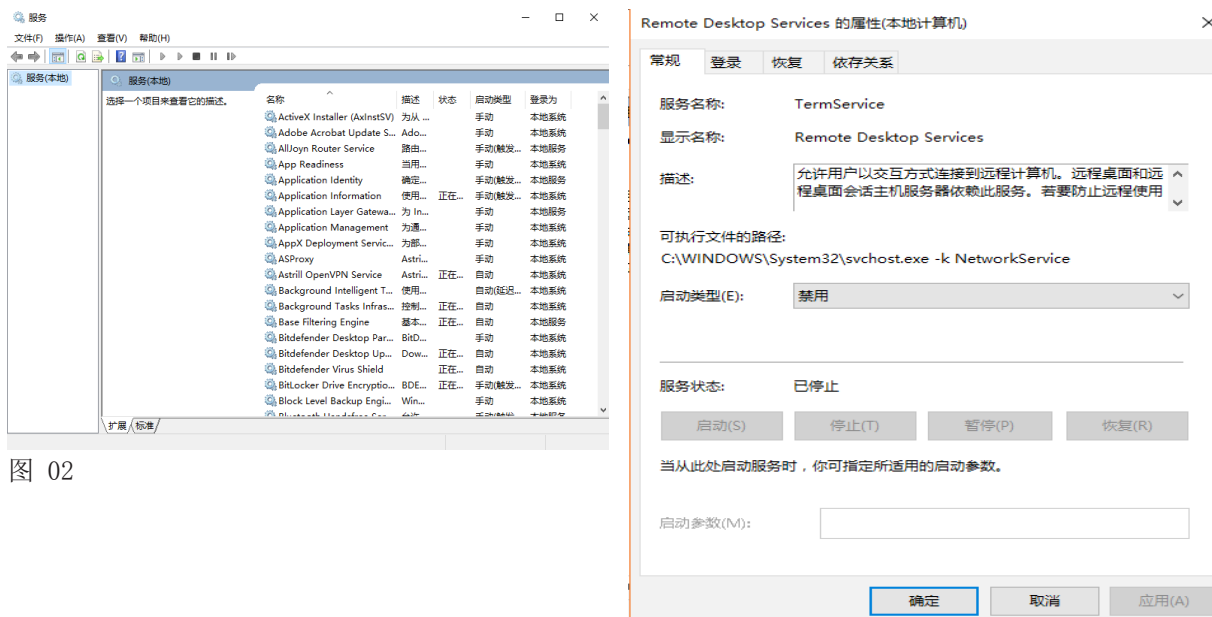 服务
文件(F) 操作(A) 查看(V) 帮助(H)
服务(本地)
服务(本地)
选择一个项目来查看它的描述。
名称 描述 状态 启动类型 登录为
ActiveX Installer (AxInstSV) 为从 ... 手动 本地系统
Adobe Acrobat Update S... Ado... 手动 本地系统
AllJoyn Router Service 路由... 手动(触发... 本地服务
App Readiness 当用... 手动 本地系统
Application Identity 确定... 手动(触发... 本地服务
Application Information 使用... 正在... 手动(触发... 本地系统
Application Layer Gatewa... 为 In... 手动 本地服务
Application Management 为通... 手动 本地系统
AppX Deployment Servic... 为部... 手动 本地系统
ASProxy Astri... 手动 本地系统
Astrill OpenVPN Service Astri... 正在... 自动 本地系统
Background Intelligent T... 使用... 自动(延迟... 本地系统
Background Tasks Infras... 控制... 正在... 自动 本地系统
Base Filtering Engine 基本... 正在... 自动 本地服务
Bitdefender Desktop Par... BitD... 手动 本地系统
Bitdefender Desktop Up... Dow... 正在... 自动 本地系统
Bitdefender Virus Shield 正在... 自动 本地系统
BitLocker Drive Encryptio... BDE... 正在... 手动(触发... 本地系统
Block Level Backup Engi... Win... 手动 本地系统
扩展 标准
图 02
Remote Desktop Services 的属性(本地计算机)
常规 登录 恢复 依存关系
服务名称: TermService
显示名称: Remote Desktop Services
描述: 允许用户以交互方式连接到远程计算机。远程桌面和远
程桌面会话主机服务器依赖此服务。若要防止远程使用
可执行文件的路径:
C:\WINDOWS\System32\svchost.exe -k NetworkService
启动类型(E): 禁用
服务状态: 已停止
启动(S) 停止(T) 暂停(P) 恢复(R)
当从此处启动服务时，你可指定所适用的启动参数。
启动参数(M):
确定 取消 应用(A)